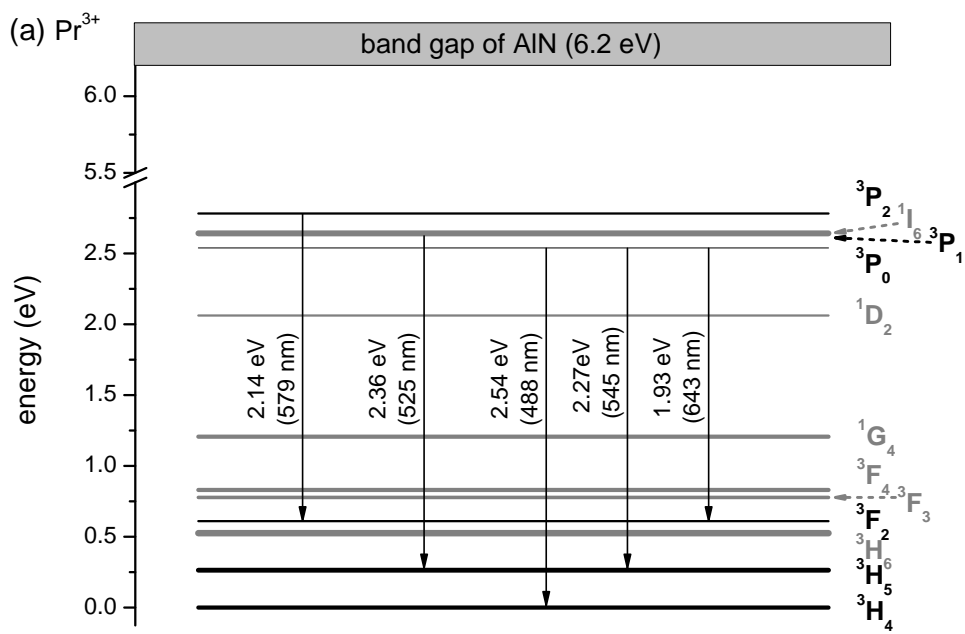 (a) Pr³⁺
band gap of AlN (6.2 eV)
energy (eV)
6.0
5.5
2.5
2.0
1.5
1.0
0.5
0.0
2.14 eV
(579 nm)
2.36 eV
(525 nm)
2.54 eV
(488 nm)
2.27eV
(545 nm)
1.93 eV
(643 nm)
³P₂
¹I₆
³P₁
³P₀
¹D₂
¹G₄
³F₄
³F₃
³F₂
³H₆
³H₅
³H₄